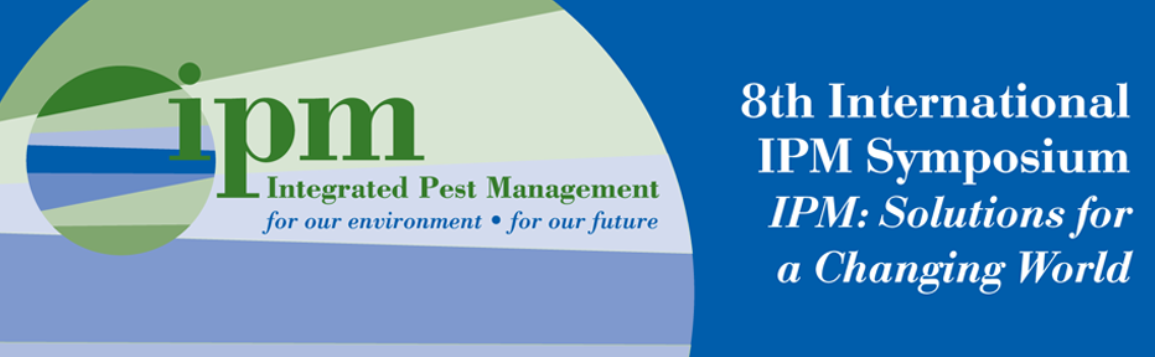 ipm
Integrated Pest Management
for our environment • for our future
8th International
IPM Symposium
IPM: Solutions for
a Changing World